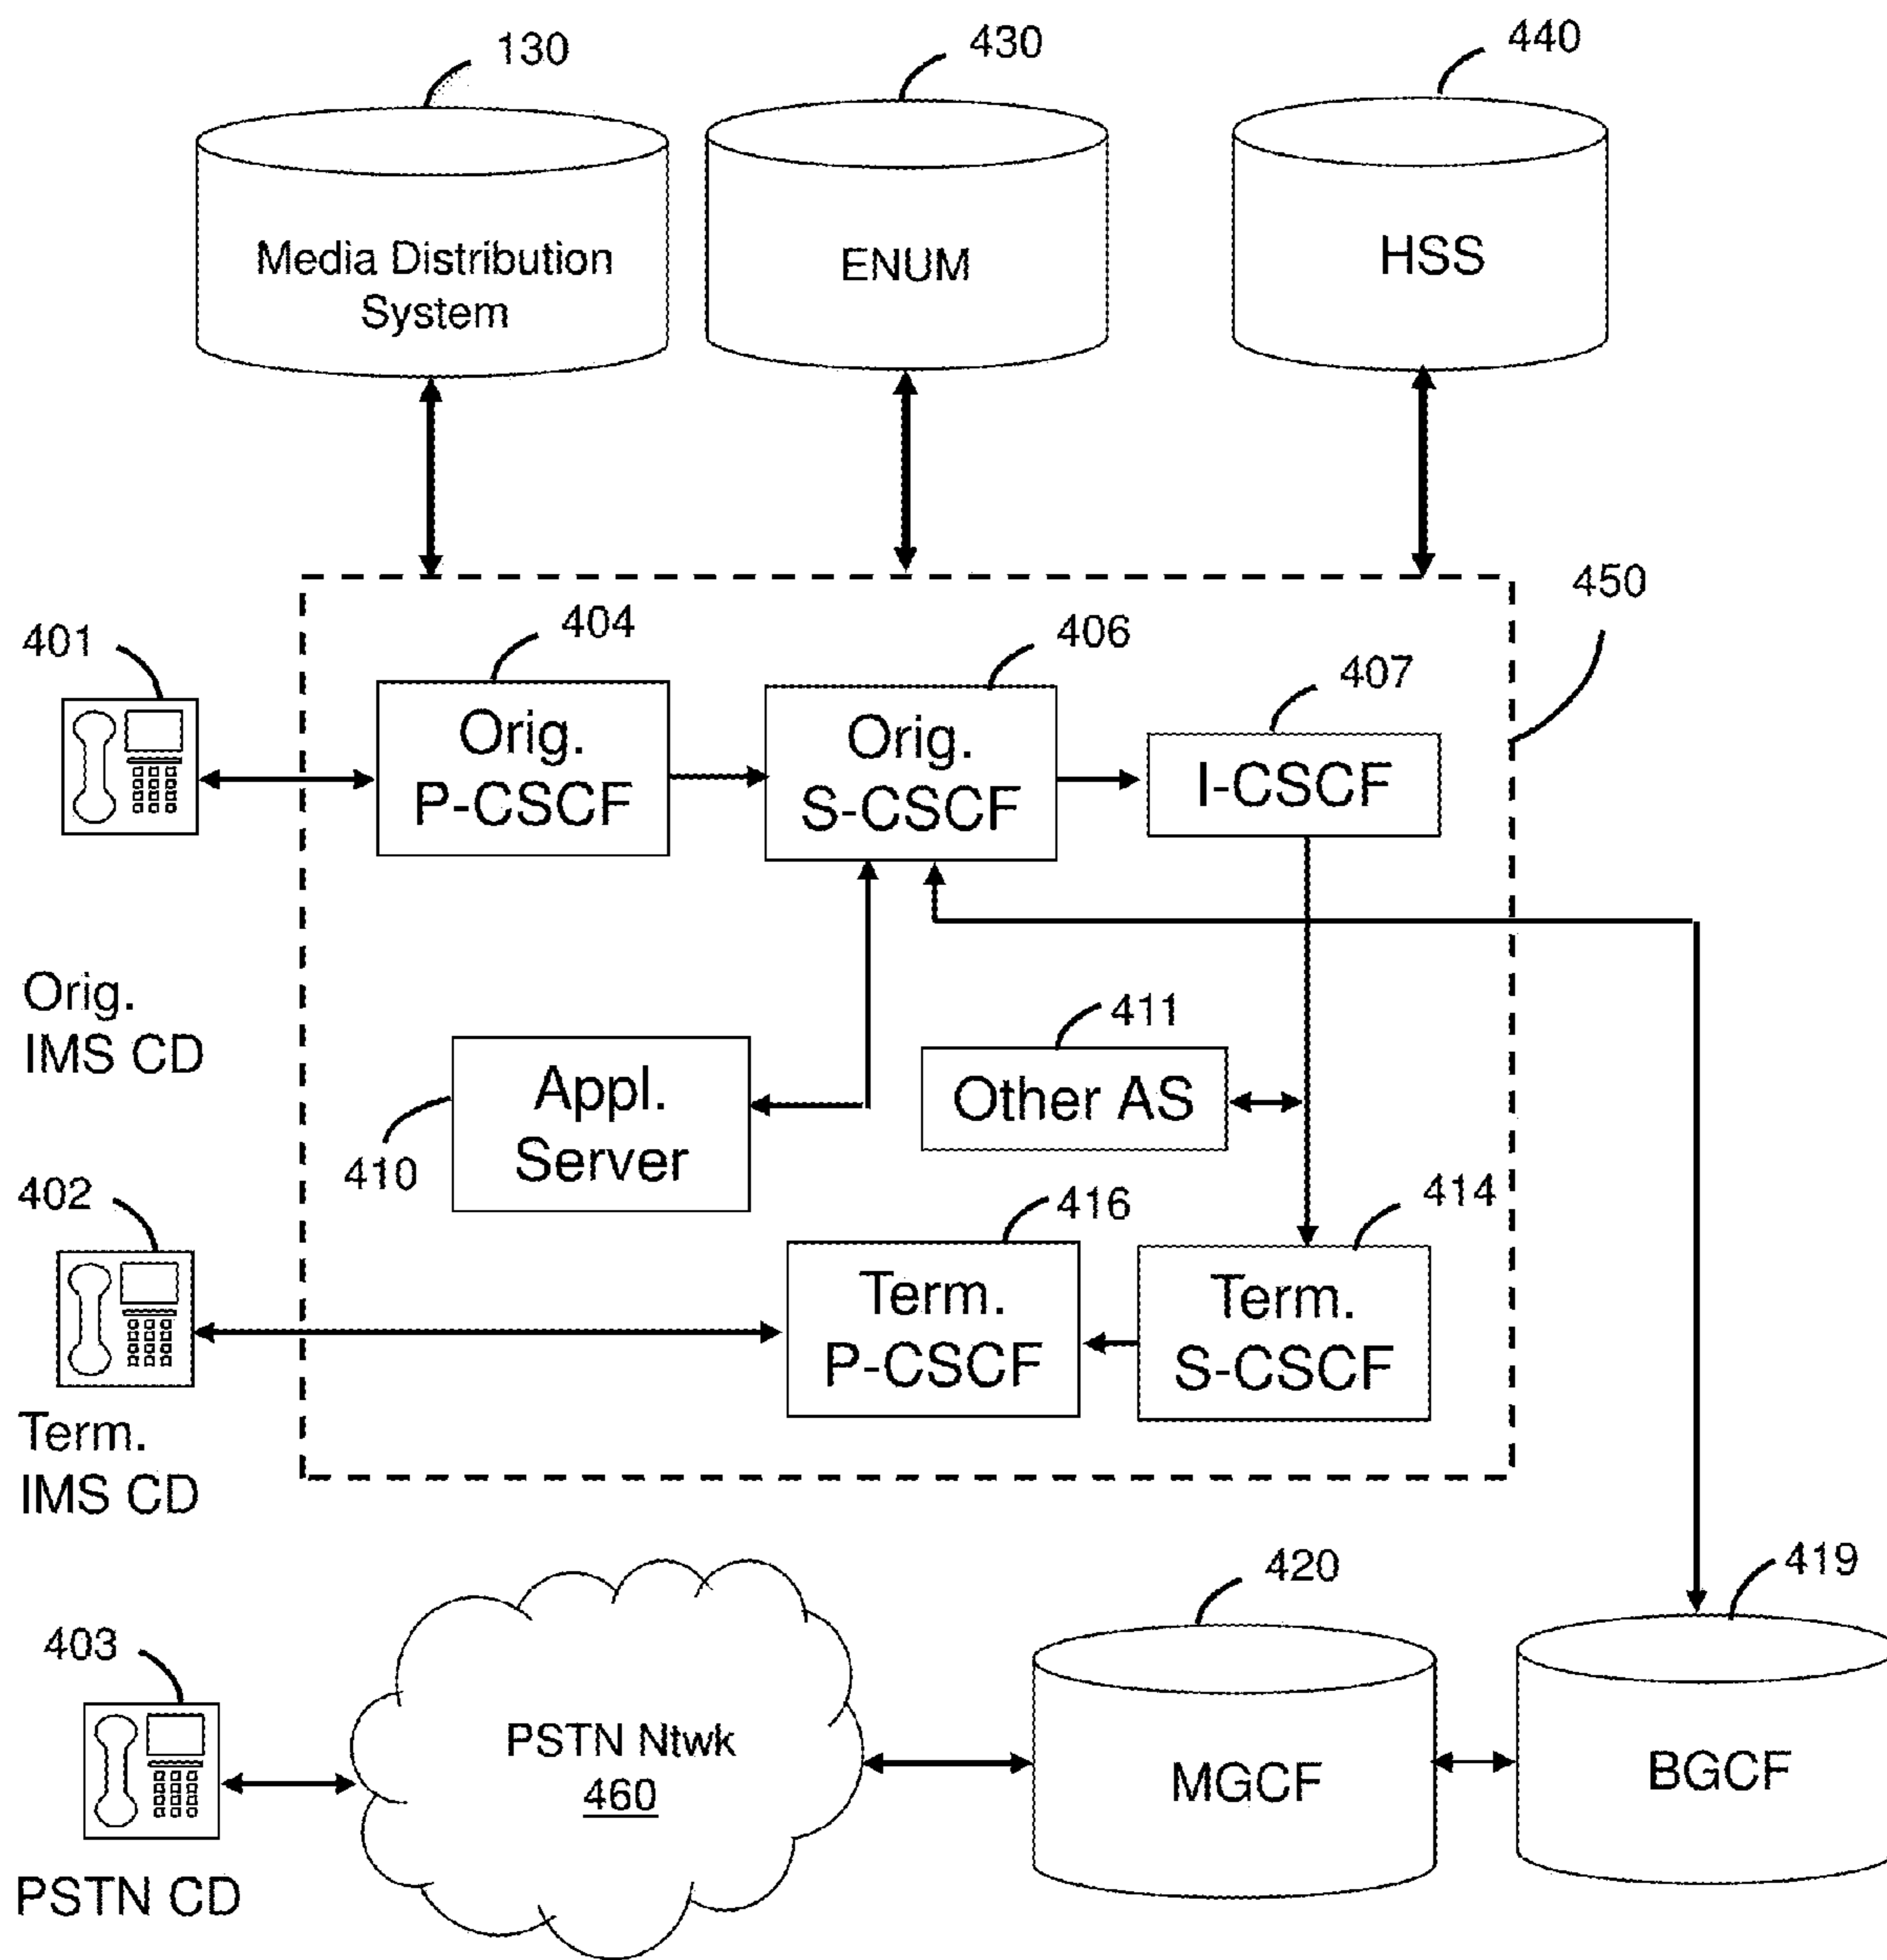 130
430
440
Media Distribution
System
ENUM
HSS
450
401
404
406
407
Orig.
P-CSCF
Orig.
S-CSCF
I-CSCF
Orig.
IMS CD
411
Other AS
Appl.
Server
410
402
416
414
Term.
P-CSCF
Term.
S-CSCF
Term.
IMS CD
420
419
403
PSTN Ntwk
460
MGCF
BGCF
PSTN CD